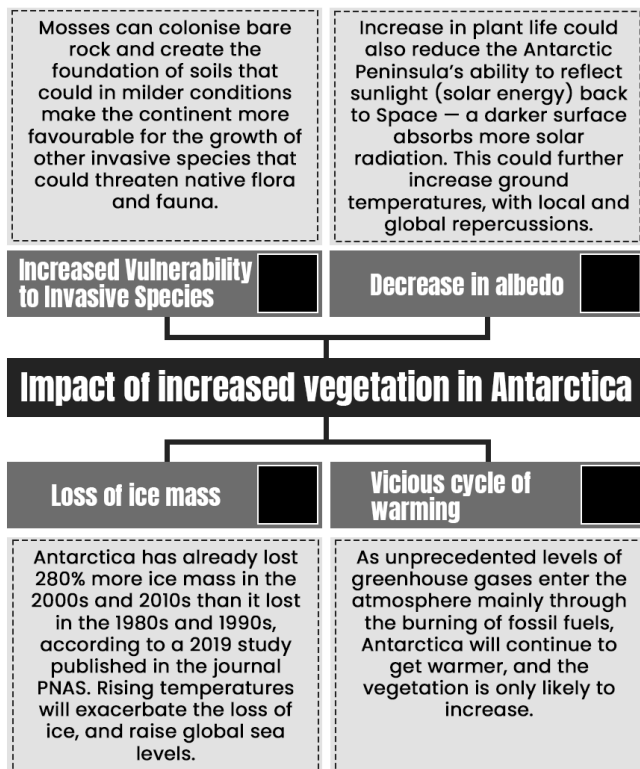 Mosses can colonise bare
rock and create the
foundation of soils that
could in milder conditions
make the continent more
favourable for the growth of
other invasive species that
could threaten native flora
and fauna.
Increased Vulnerability
to Invasive Species
Increase in plant life could
also reduce the Antarctic
Peninsula's ability to reflect
sunlight (solar energy) back
to Space — a darker surface
absorbs more solar
radiation. This could further
increase ground
temperatures, with local and
global repercussions.
Decrease in albedo
Impact of increased vegetation in Antarctica
Loss of ice mass
Antarctica has already lost
280% more ice mass in the
2000s and 2010s than it lost
in the 1980s and 1990s,
according to a 2019 study
published in the journal
PNAS. Rising temperatures
will exacerbate the loss of
ice, and raise global sea
levels.
Vicious cycle of
warming
As unprecedented levels of
greenhouse gases enter the
atmosphere mainly through
the burning of fossil fuels,
Antarctica will continue to
get warmer, and the
vegetation is only likely to
increase.